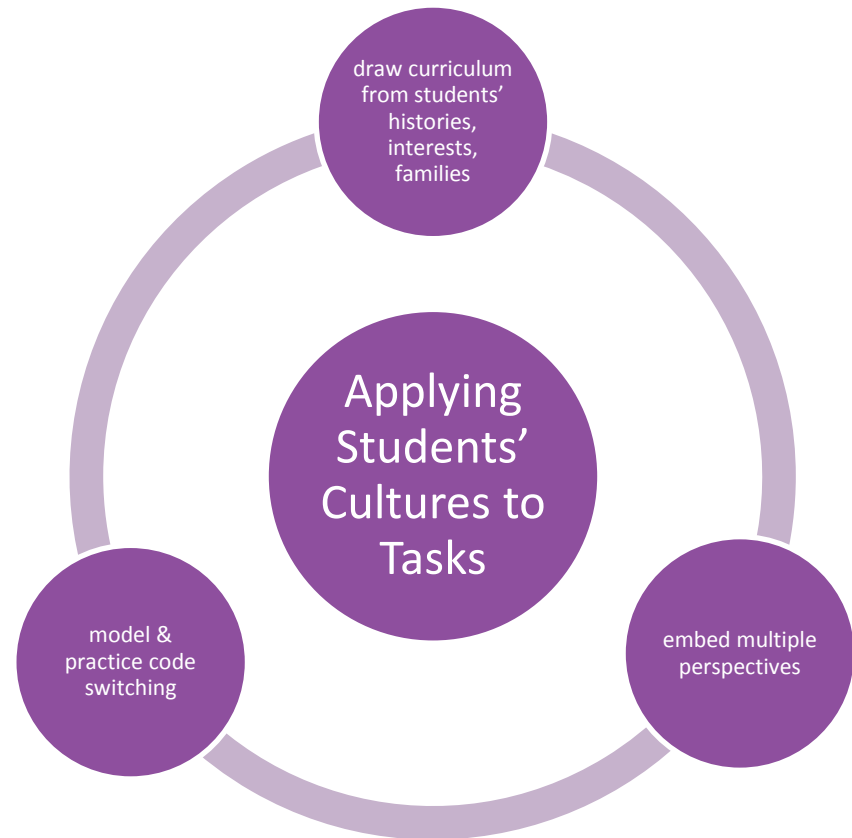 draw curriculum
from students’
histories,
interests,
families
Applying
Students’
Cultures to
Tasks
model &
practice code
switching
embed multiple
perspectives